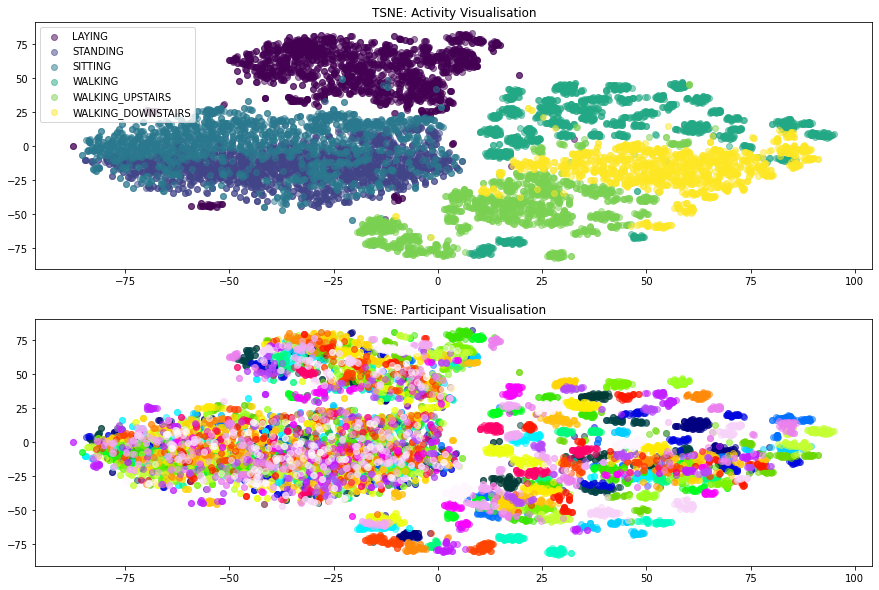 TSNE: Activity Visualisation
LAYING
STANDING
SITTING
WALKING
WALKING_UPSTAIRS
WALKING_DOWNSTAIRS
75
50
25
0
−25
−50
−75
−75 −50 −25 0 25 50 75 100
TSNE: Participant Visualisation
75
50
25
0
−25
−50
−75
−75 −50 −25 0 25 50 75 100